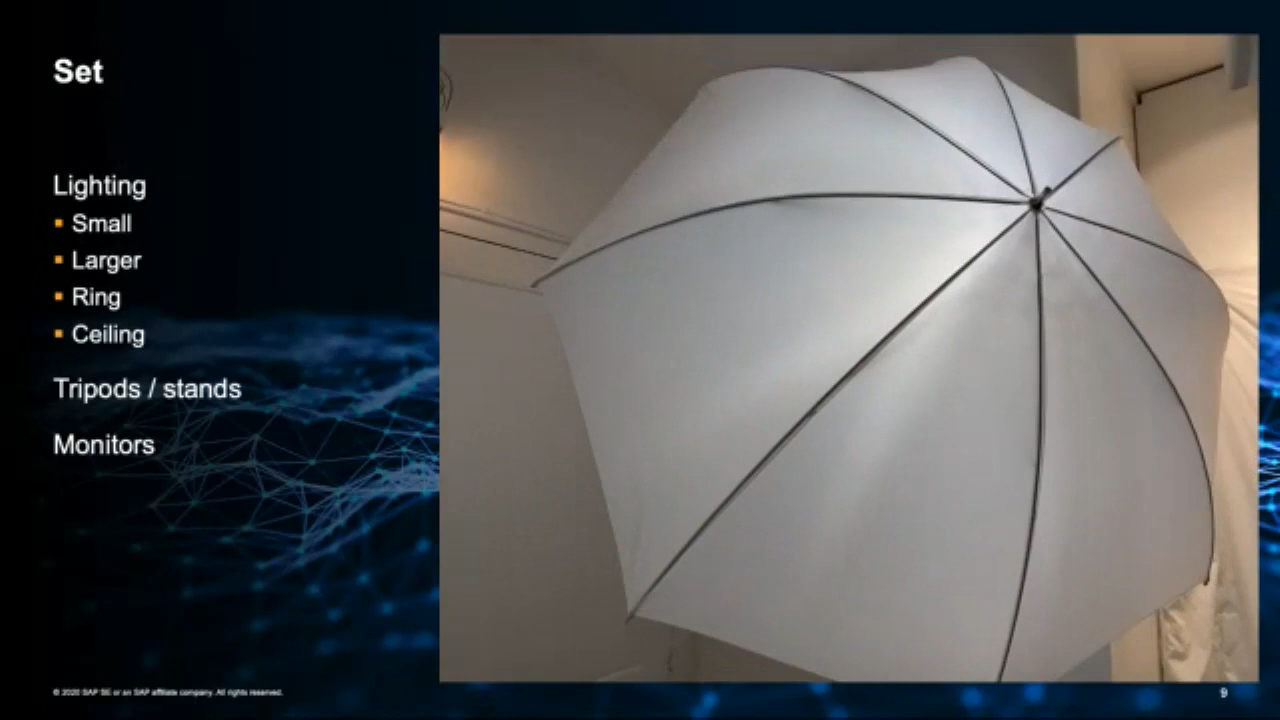 Set
Lighting
▪ Small
▪ Larger
▪ Ring
▪ Ceiling
Tripods / stands
Monitors
© 2020 SAP SE or an SAP affiliate company. All rights reserved.
9